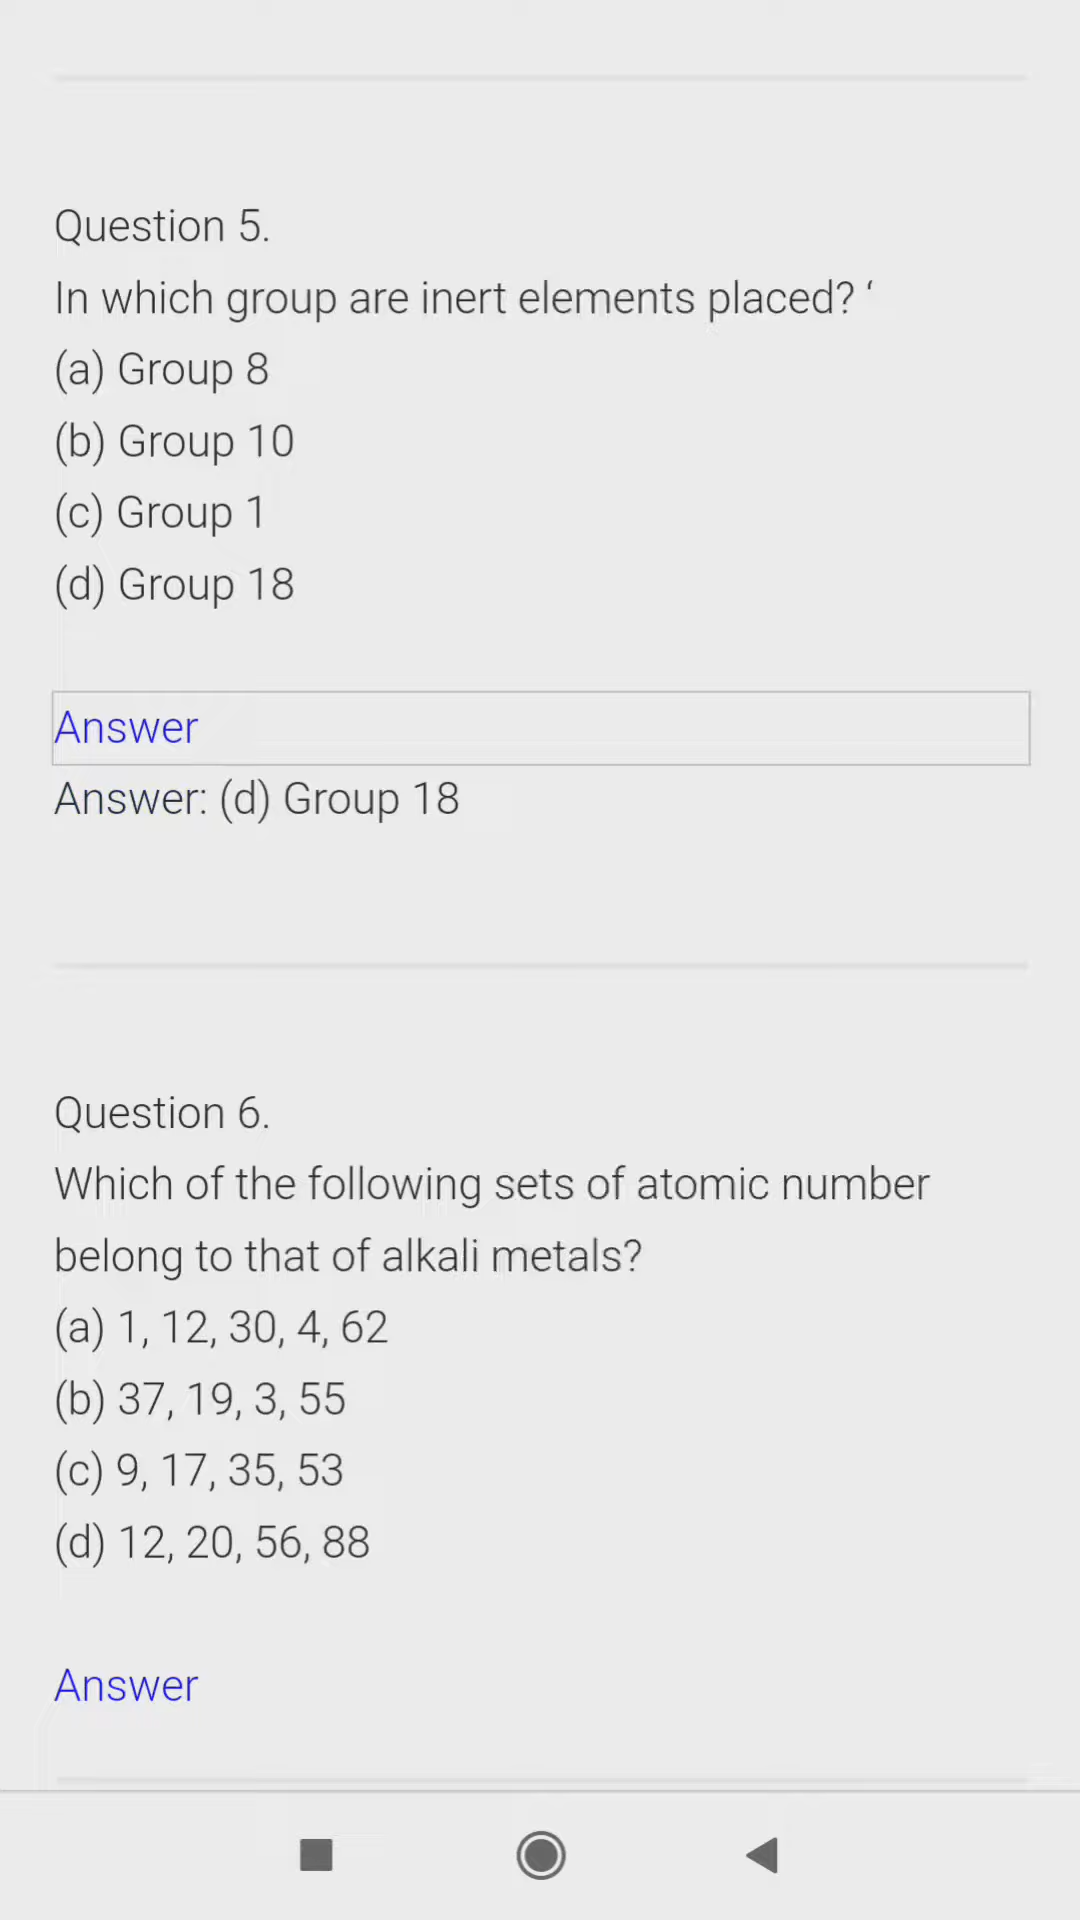 Question 5.
In which group are inert elements placed? ‘
(a) Group 8
(b) Group 10
(c) Group 1
(d) Group 18
Answer
Answer: (d) Group 18
Question 6.
Which of the following sets of atomic number
belong to that of alkali metals?
(a) 1, 12, 30, 4, 62
(b) 37, 19, 3, 55
(c) 9, 17, 35, 53
(d) 12, 20, 56, 88
Answer